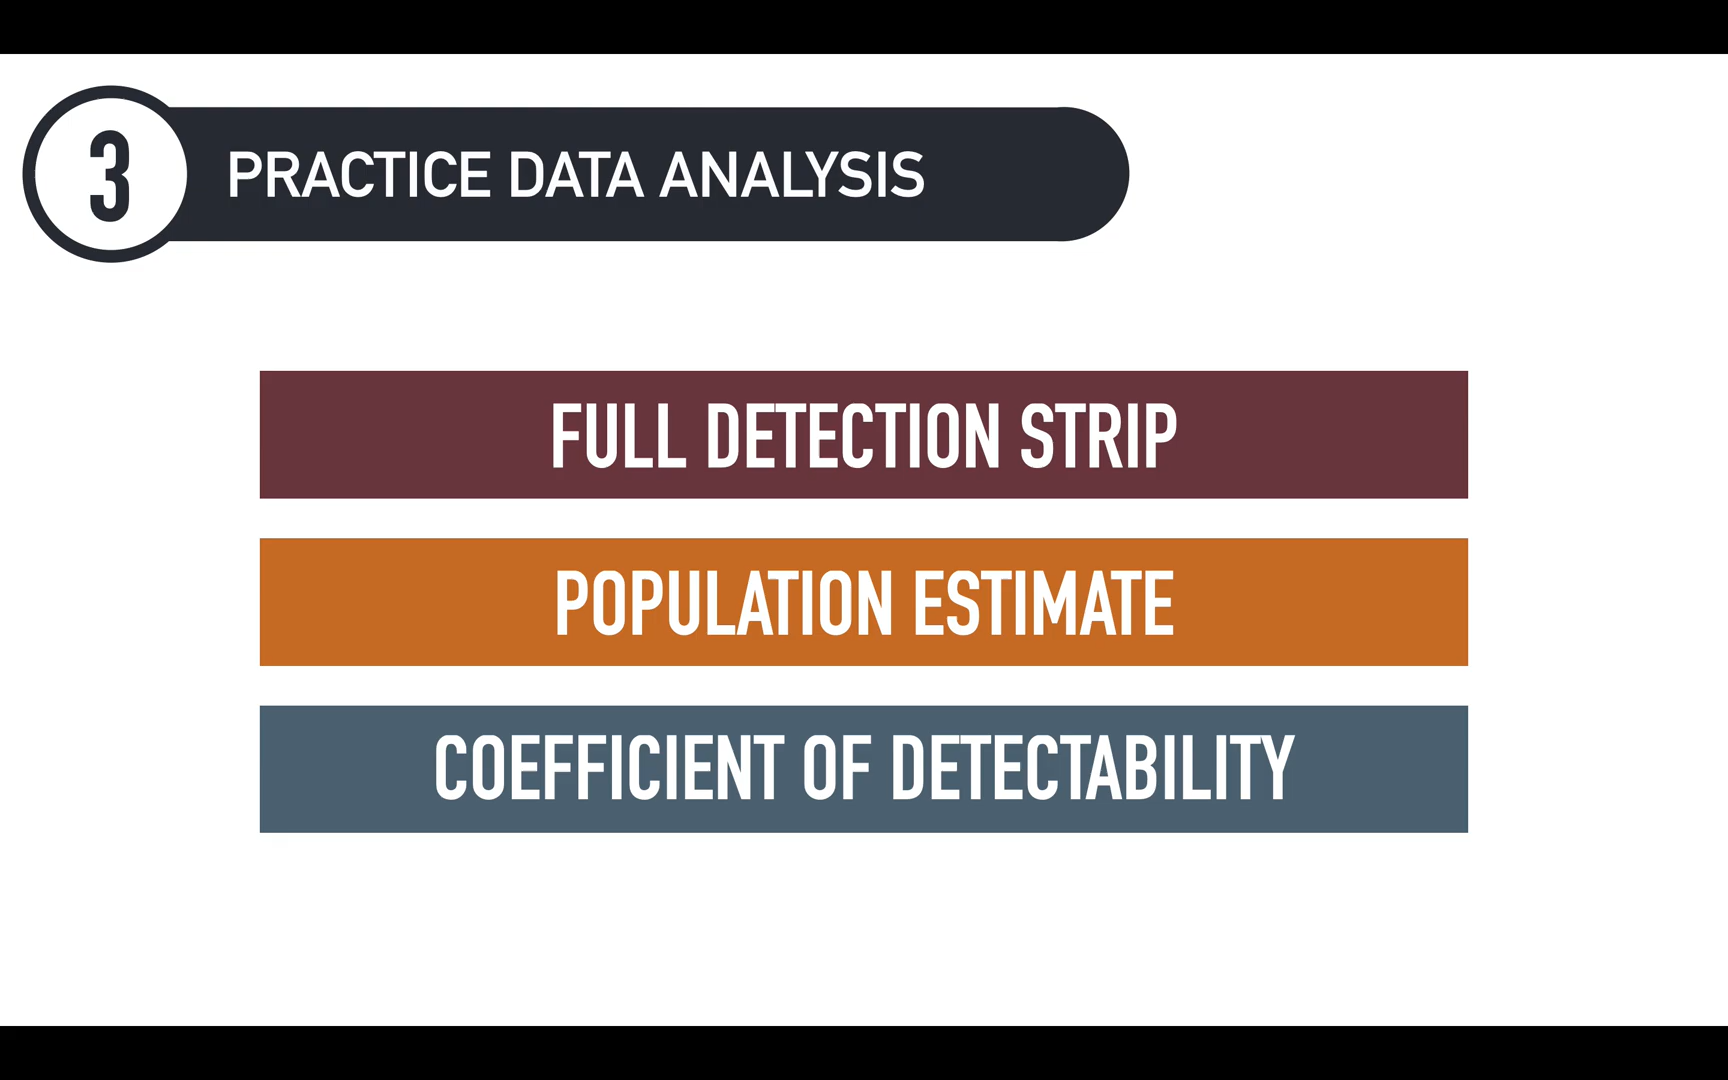 3
PRACTICE DATA ANALYSIS
FULL DETECTION STRIP
POPULATION ESTIMATE
COEFFICIENT OF DETECTABILITY